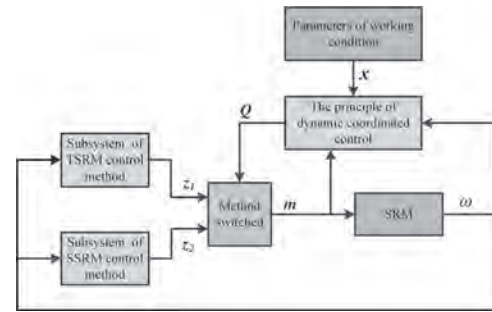 Parameters of working
condition
x
Q
The principle of
dynamic coordinated
control
Subsystem of
TSRM control
method
z1
Method
switched
m
SRM
ω
Subsystem of
SSRM control
method
z2